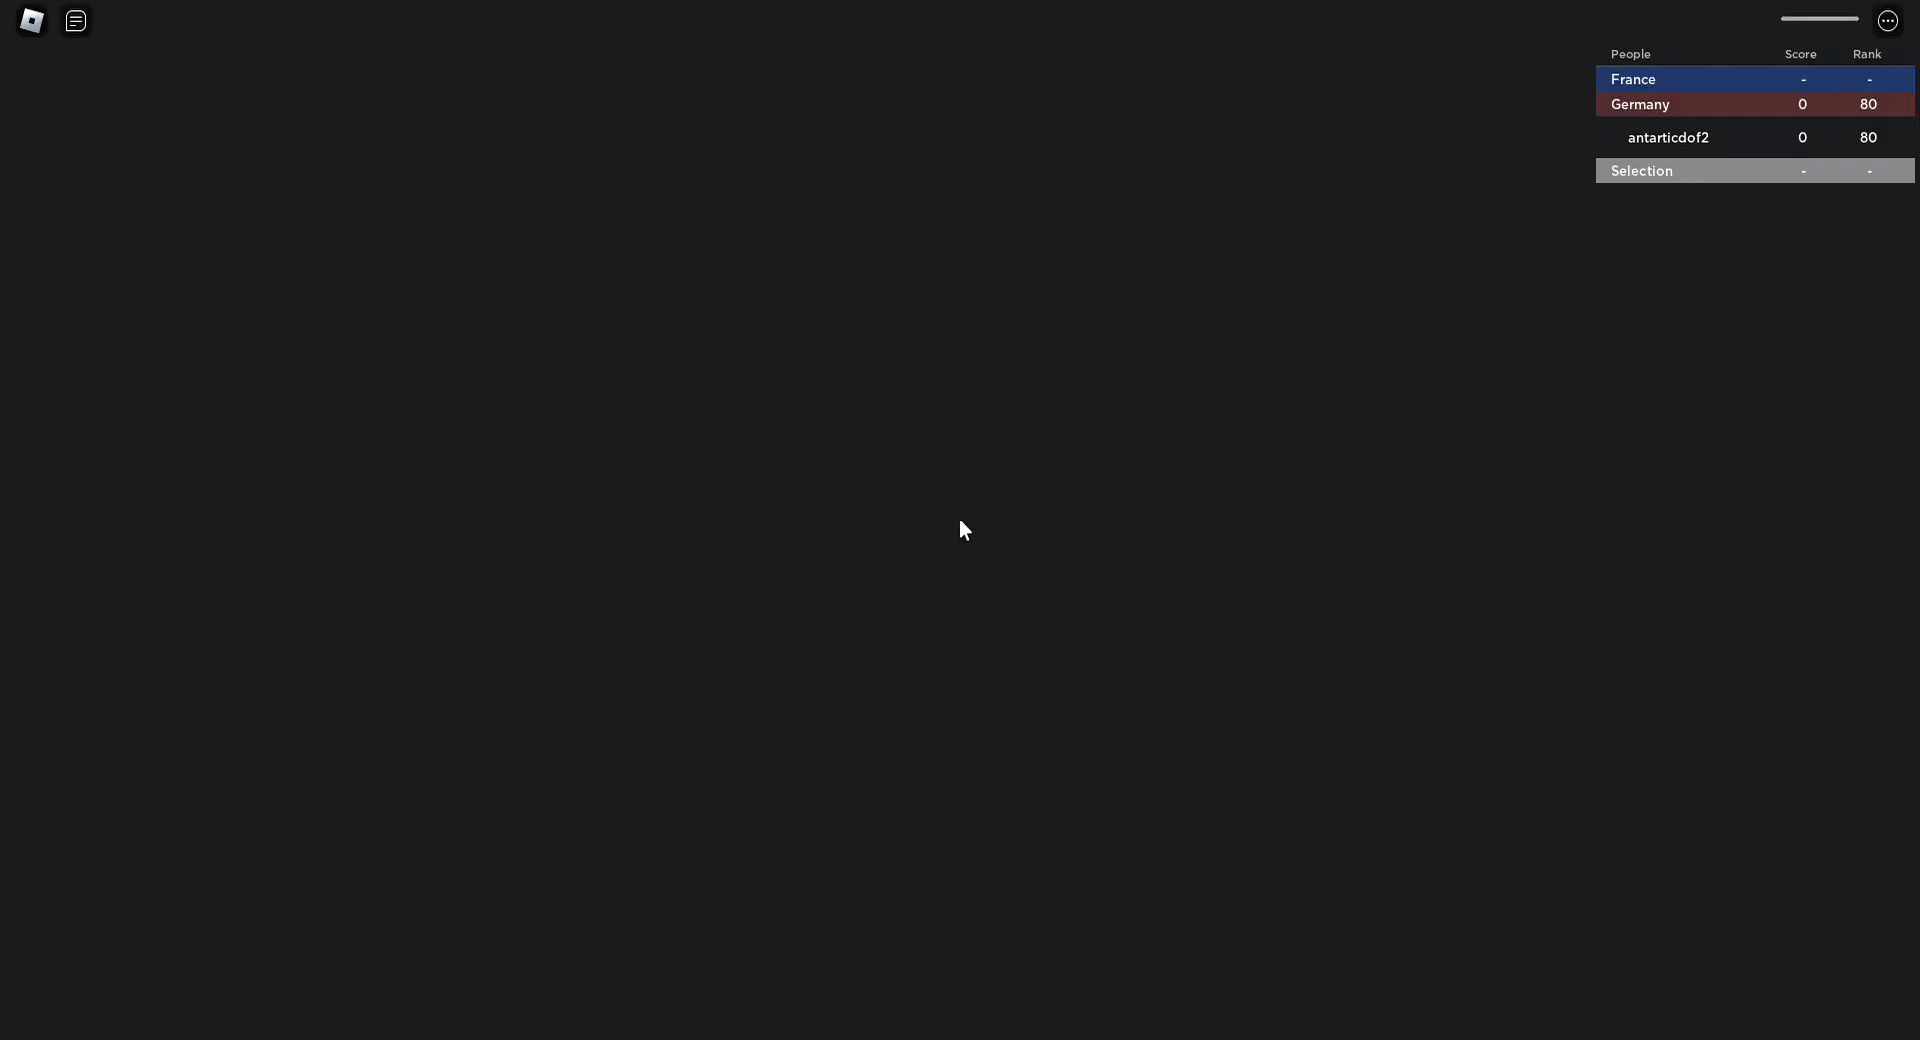 People Score Rank
France - -
Germany 0 80
antarticdof2 0 80
Selection - -